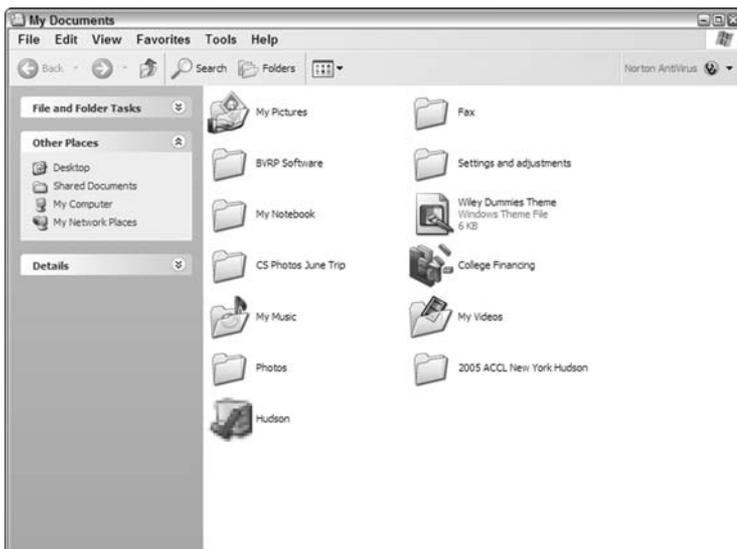 My Documents
File Edit View Favorites Tools Help
Back Search Folders Norton AntiVirus
File and Folder Tasks
Other Places
Desktop
Shared Documents
My Computer
My Network Places
Details
My Pictures
Fax
BVRP Software
Settings and adjustments
My Notebook
Wiley Dummies Theme
Windows Theme File
6 KB
CS Photos June Trip
College Financing
My Music
My Videos
Photos
2005 ACCL New York Hudson
Hudson